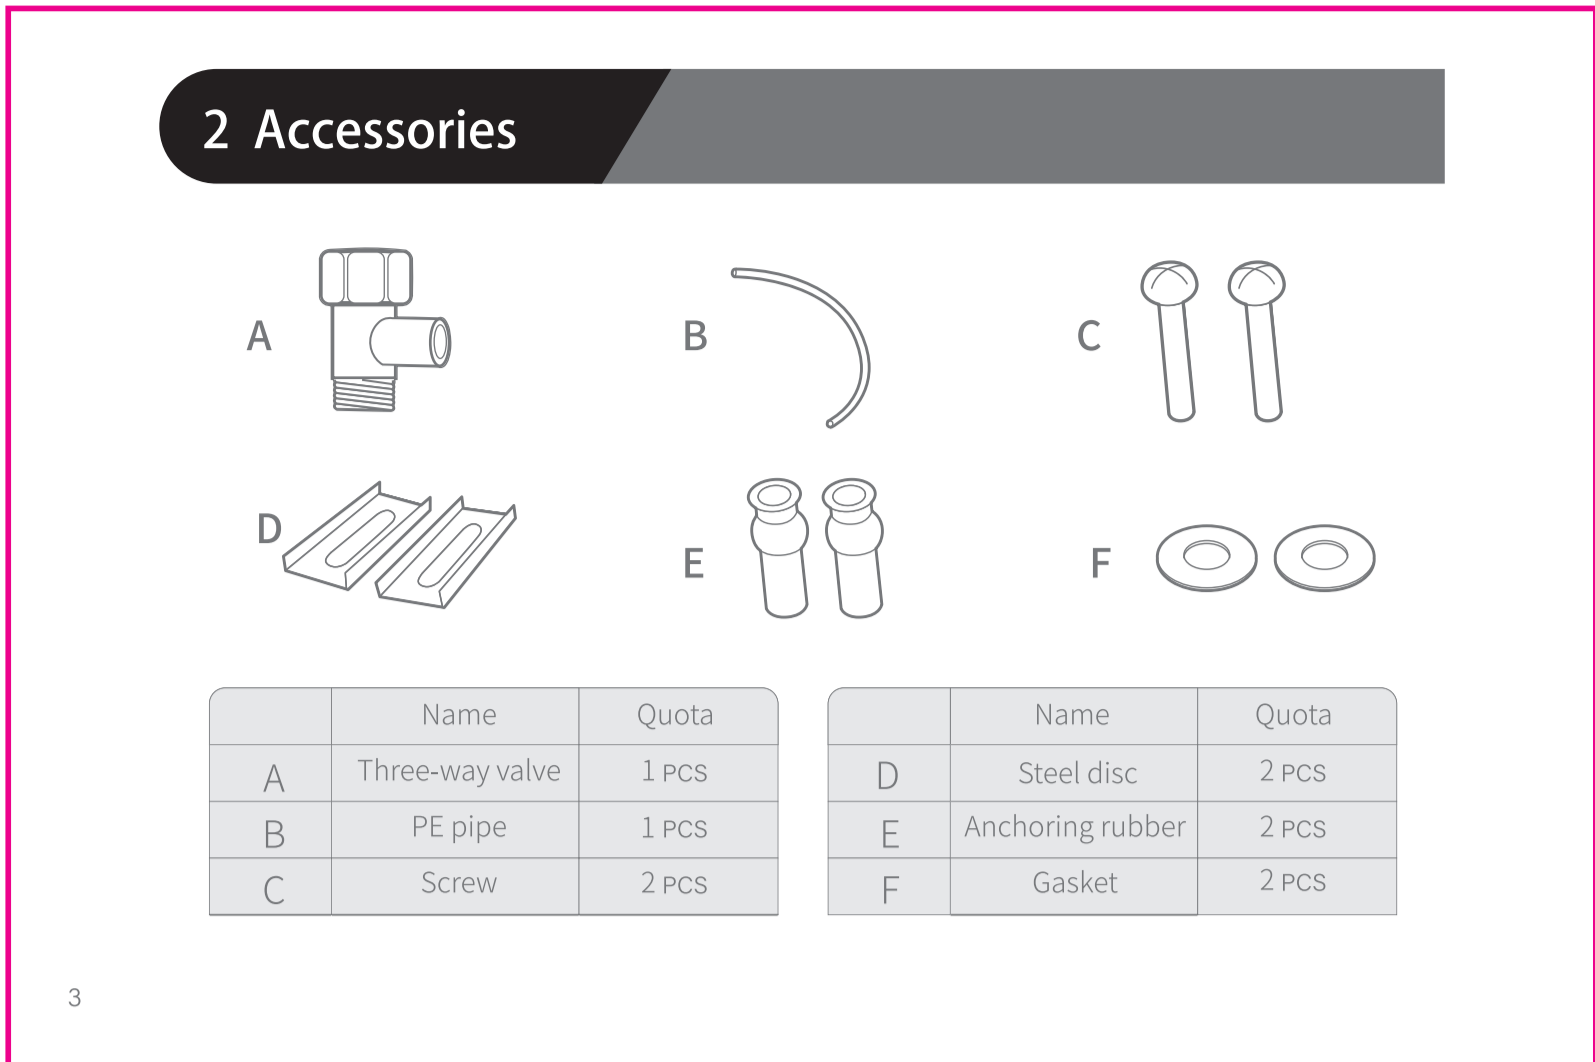 2 Accessories
A
B
C
D
E
F
Name Quota
A Three-way valve 1 PCS
B PE pipe 1 PCS
C Screw 2 PCS
Name Quota
D Steel disc 2 PCS
E Anchoring rubber 2 PCS
F Gasket 2 PCS
3